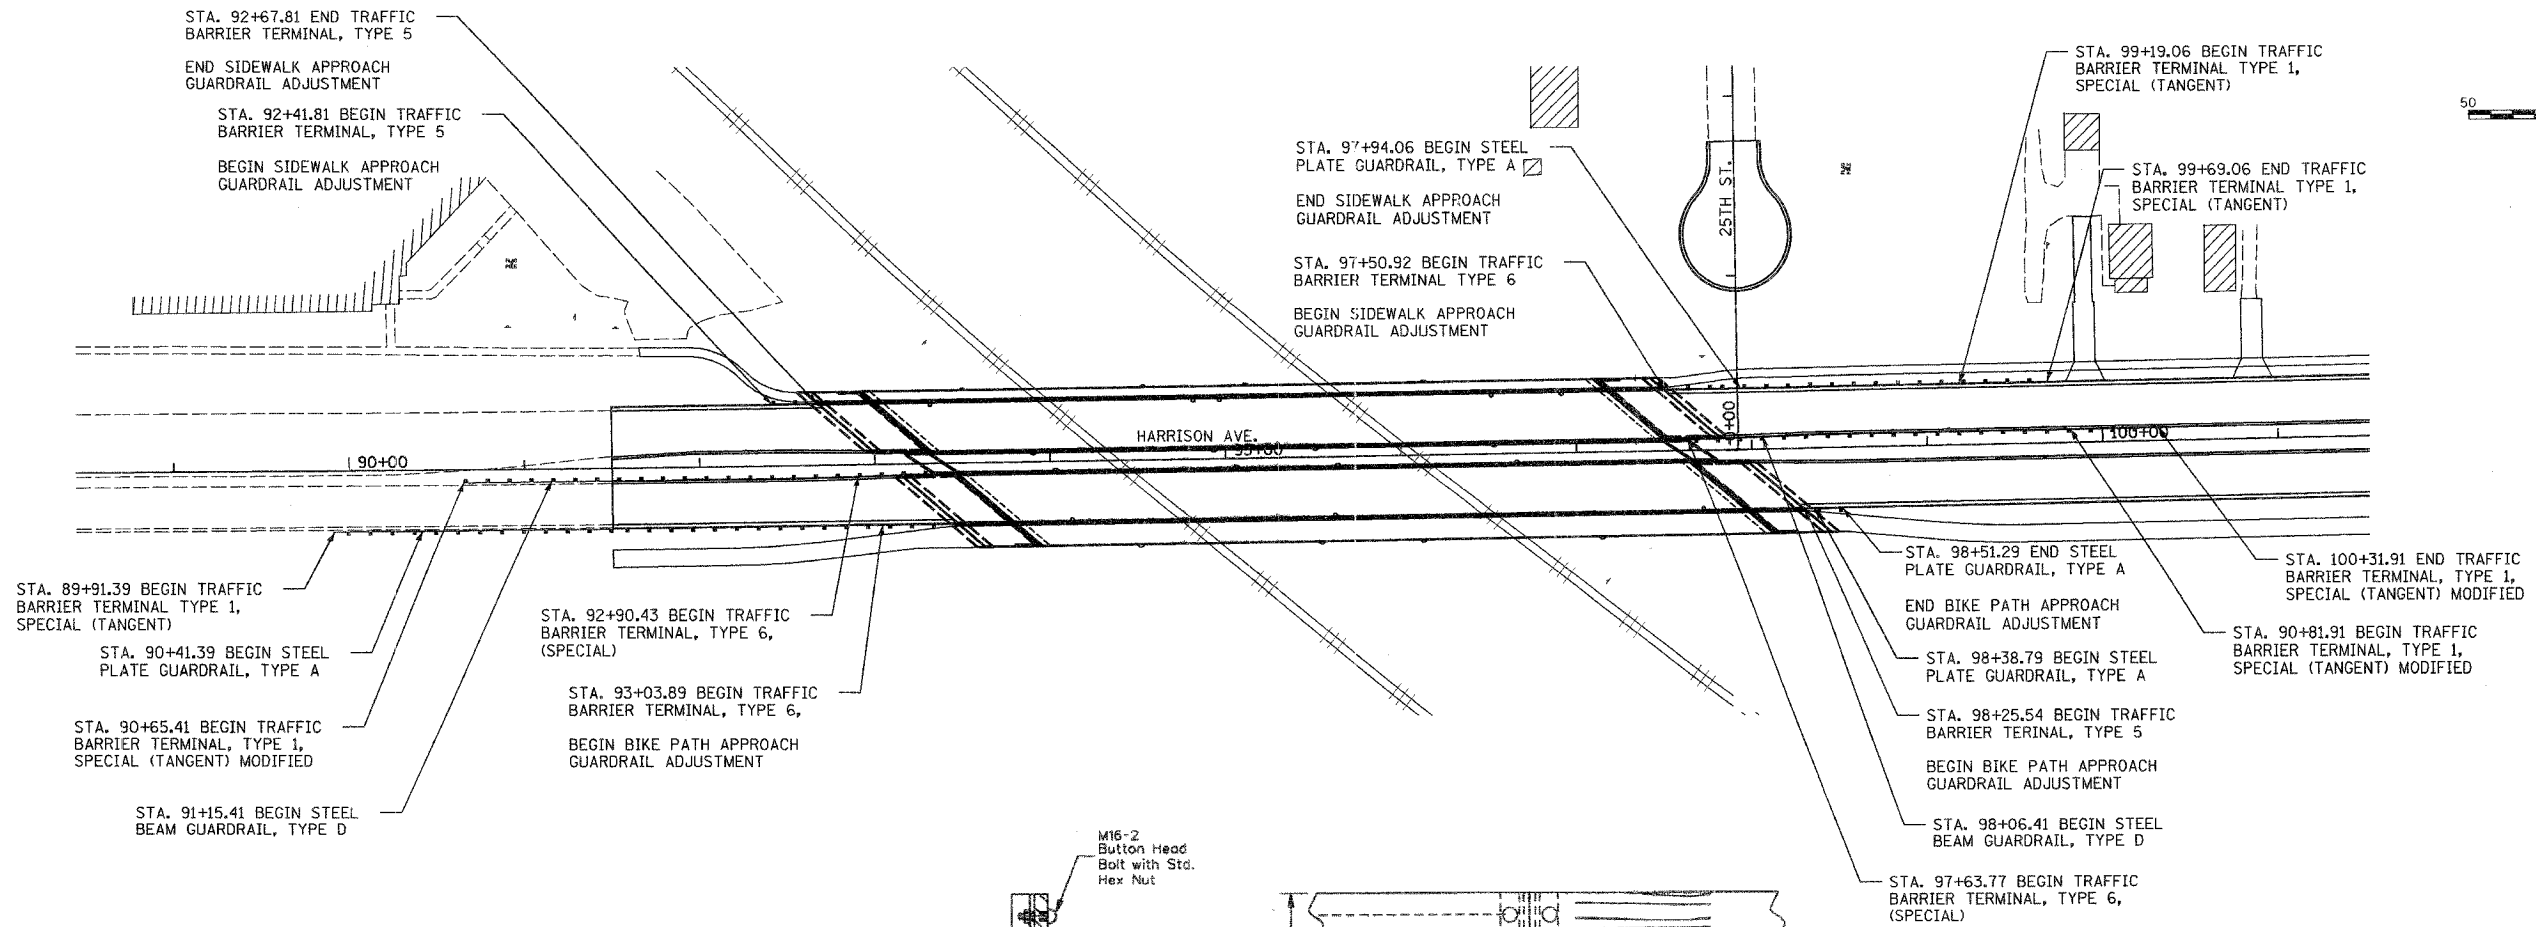 STA. 92+67.81 END TRAFFIC
BARRIER TERMINAL, TYPE 5
END SIDEWALK APPROACH
GUARDRAIL ADJUSTMENT
STA. 92+41.81 BEGIN TRAFFIC
BARRIER TERMINAL, TYPE 5
BEGIN SIDEWALK APPROACH
GUARDRAIL ADJUSTMENT
STA. 97+94.06 BEGIN STEEL
PLATE GUARDRAIL, TYPE A
END SIDEWALK APPROACH
GUARDRAIL ADJUSTMENT
STA. 97+50.92 BEGIN TRAFFIC
BARRIER TERMINAL TYPE 6
BEGIN SIDEWALK APPROACH
GUARDRAIL ADJUSTMENT
25TH ST.
STA. 99+19.06 BEGIN TRAFFIC
BARRIER TERMINAL TYPE 1,
SPECIAL (TANGENT)
STA. 99+69.06 END TRAFFIC
BARRIER TERMINAL TYPE 1,
SPECIAL (TANGENT)
50
HARRISON AVE.
90+00
95+00
0+00
100+00
STA. 89+91.39 BEGIN TRAFFIC
BARRIER TERMINAL TYPE 1,
SPECIAL (TANGENT)
STA. 90+41.39 BEGIN STEEL
PLATE GUARDRAIL, TYPE A
STA. 90+65.41 BEGIN TRAFFIC
BARRIER TERMINAL, TYPE 1,
SPECIAL (TANGENT) MODIFIED
STA. 91+15.41 BEGIN STEEL
BEAM GUARDRAIL, TYPE D
STA. 92+90.43 BEGIN TRAFFIC
BARRIER TERMINAL, TYPE 6,
(SPECIAL)
STA. 93+03.89 BEGIN TRAFFIC
BARRIER TERMINAL, TYPE 6,
BEGIN BIKE PATH APPROACH
GUARDRAIL ADJUSTMENT
STA. 98+51.29 END STEEL
PLATE GUARDRAIL, TYPE A
END BIKE PATH APPROACH
GUARDRAIL ADJUSTMENT
STA. 98+38.79 BEGIN STEEL
PLATE GUARDRAIL, TYPE A
STA. 98+25.54 BEGIN TRAFFIC
BARRIER TERINAL, TYPE 5
BEGIN BIKE PATH APPROACH
GUARDRAIL ADJUSTMENT
STA. 98+06.41 BEGIN STEEL
BEAM GUARDRAIL, TYPE D
STA. 97+63.77 BEGIN TRAFFIC
BARRIER TERMINAL, TYPE 6,
(SPECIAL)
STA. 100+31.91 END TRAFFIC
BARRIER TERMINAL, TYPE 1,
SPECIAL (TANGENT) MODIFIED
STA. 90+81.91 BEGIN TRAFFIC
BARRIER TERMINAL, TYPE 1,
SPECIAL (TANGENT) MODIFIED
M16-2
Button Head
Bolt with Std.
Hex Nut